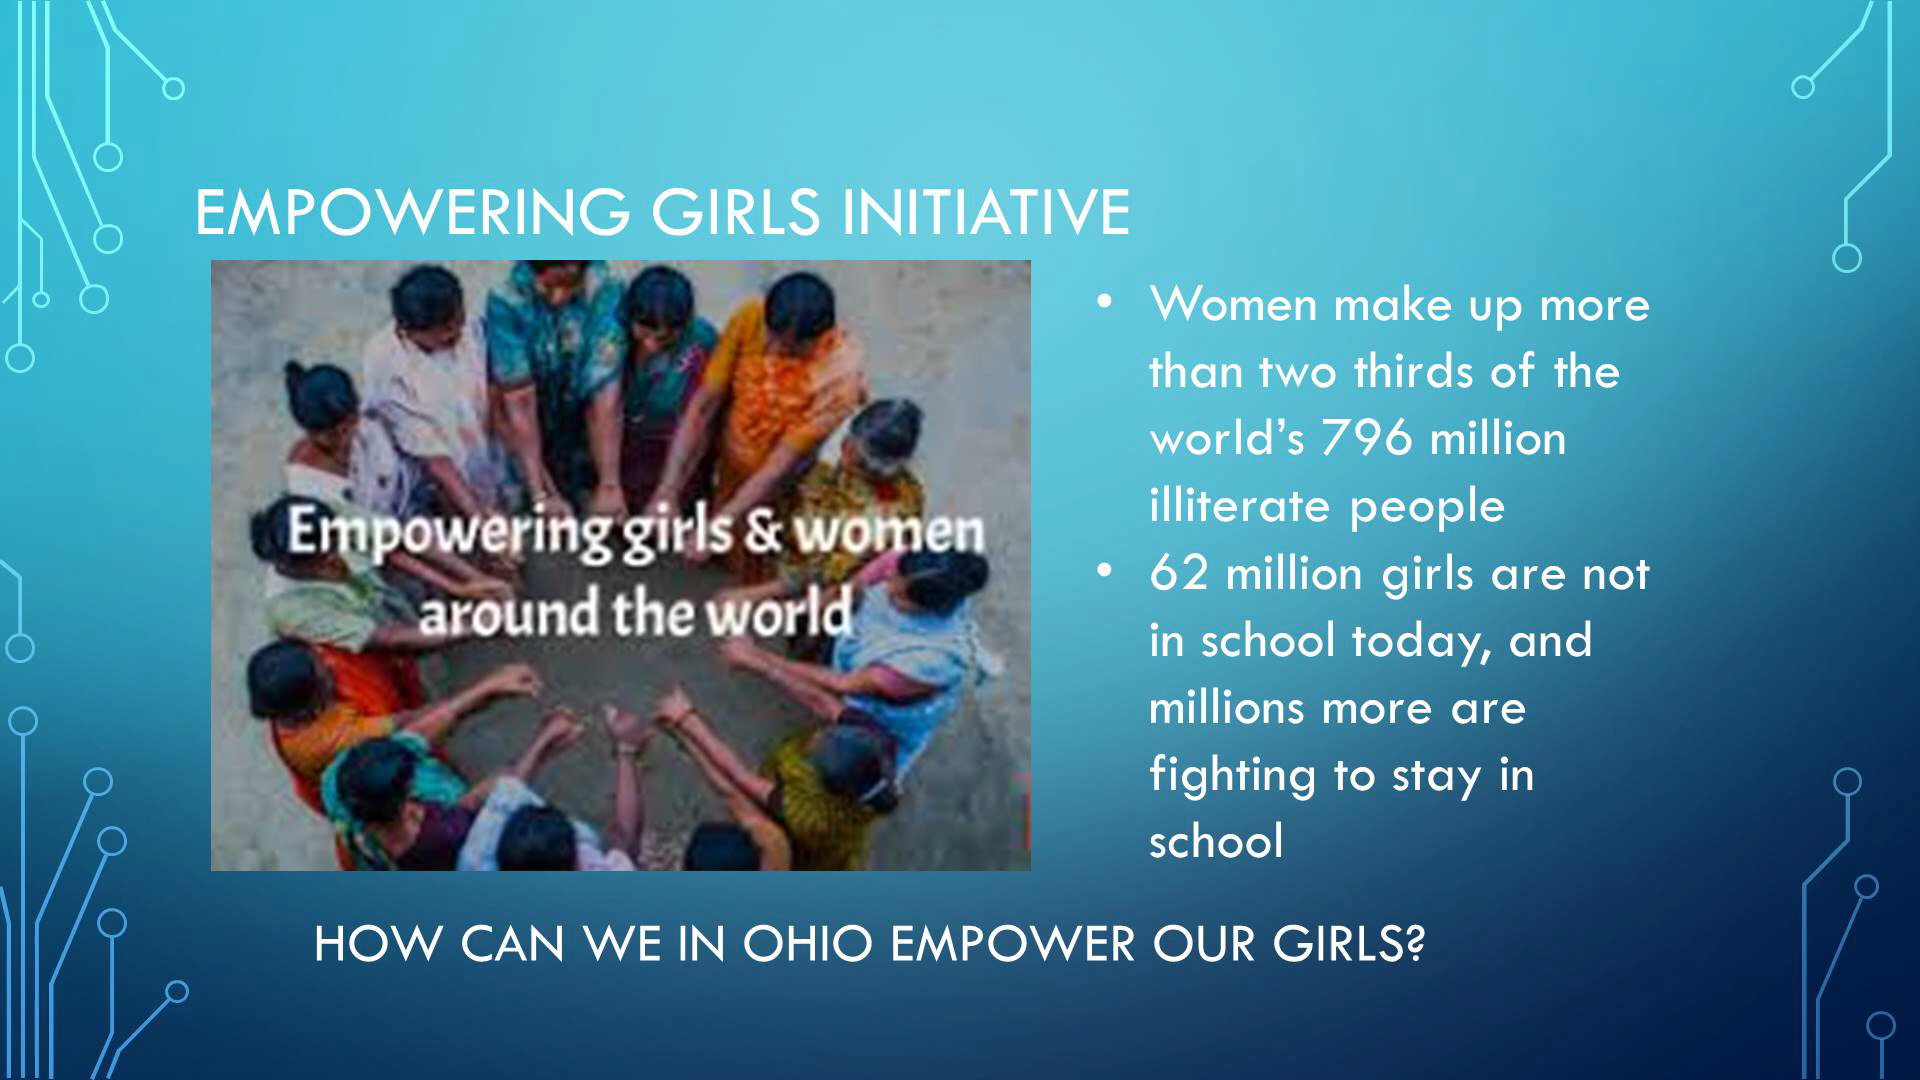 EMPOWERING GIRLS INITIATIVE
Empowering girls & women
around the world
• Women make up more
than two thirds of the
world’s 796 million
illiterate people
• 62 million girls are not
in school today, and
millions more are
fighting to stay in
school
HOW CAN WE IN OHIO EMPOWER OUR GIRLS?